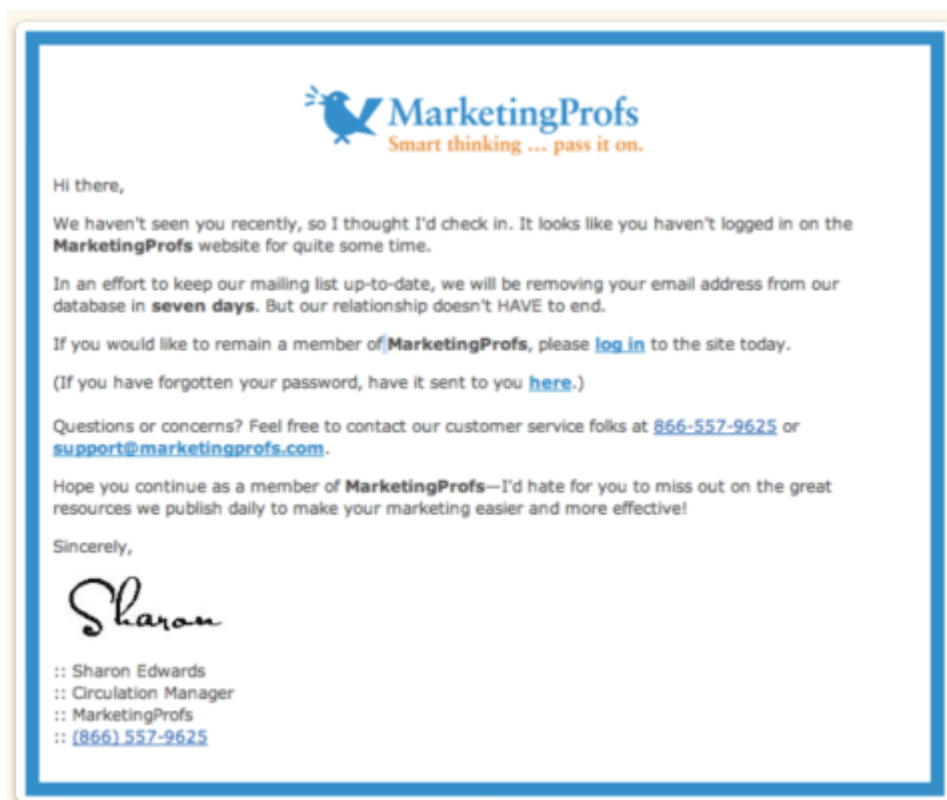 MarketingProfs
Smart thinking ... pass it on.
Hi there,
We haven't seen you recently, so I thought I'd check in. It looks like you haven't logged in on the
MarketingProfs website for quite some time.
In an effort to keep our mailing list up-to-date, we will be removing your email address from our
database in seven days. But our relationship doesn't HAVE to end.
If you would like to remain a member of MarketingProfs, please log in to the site today.
(If you have forgotten your password, have it sent to you here.)
Questions or concerns? Feel free to contact our customer service folks at 866-557-9625 or
support@marketingprofs.com.
Hope you continue as a member of MarketingProfs—I'd hate for you to miss out on the great
resources we publish daily to make your marketing easier and more effective!
Sincerely,
Sharon
:: Sharon Edwards
:: Circulation Manager
:: MarketingProfs
:: (866) 557-9625